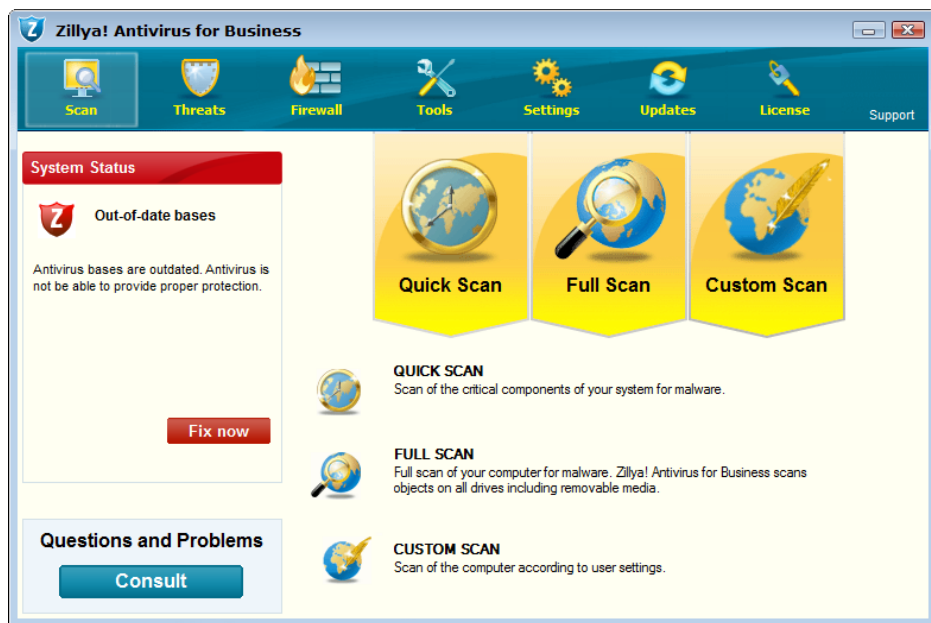 Zillya! Antivirus for Business
Scan
Threats
Firewall
Tools
Settings
Updates
License
Support
System Status
Z
Out-of-date bases
Antivirus bases are outdated. Antivirus is
not be able to provide proper protection.
Fix now
Questions and Problems
Consult
Quick Scan
Full Scan
Custom Scan
QUICK SCAN
Scan of the critical components of your system for malware.
FULL SCAN
Full scan of your computer for malware. Zillya! Antivirus for Business scans
objects on all drives including removable media.
CUSTOM SCAN
Scan of the computer according to user settings.